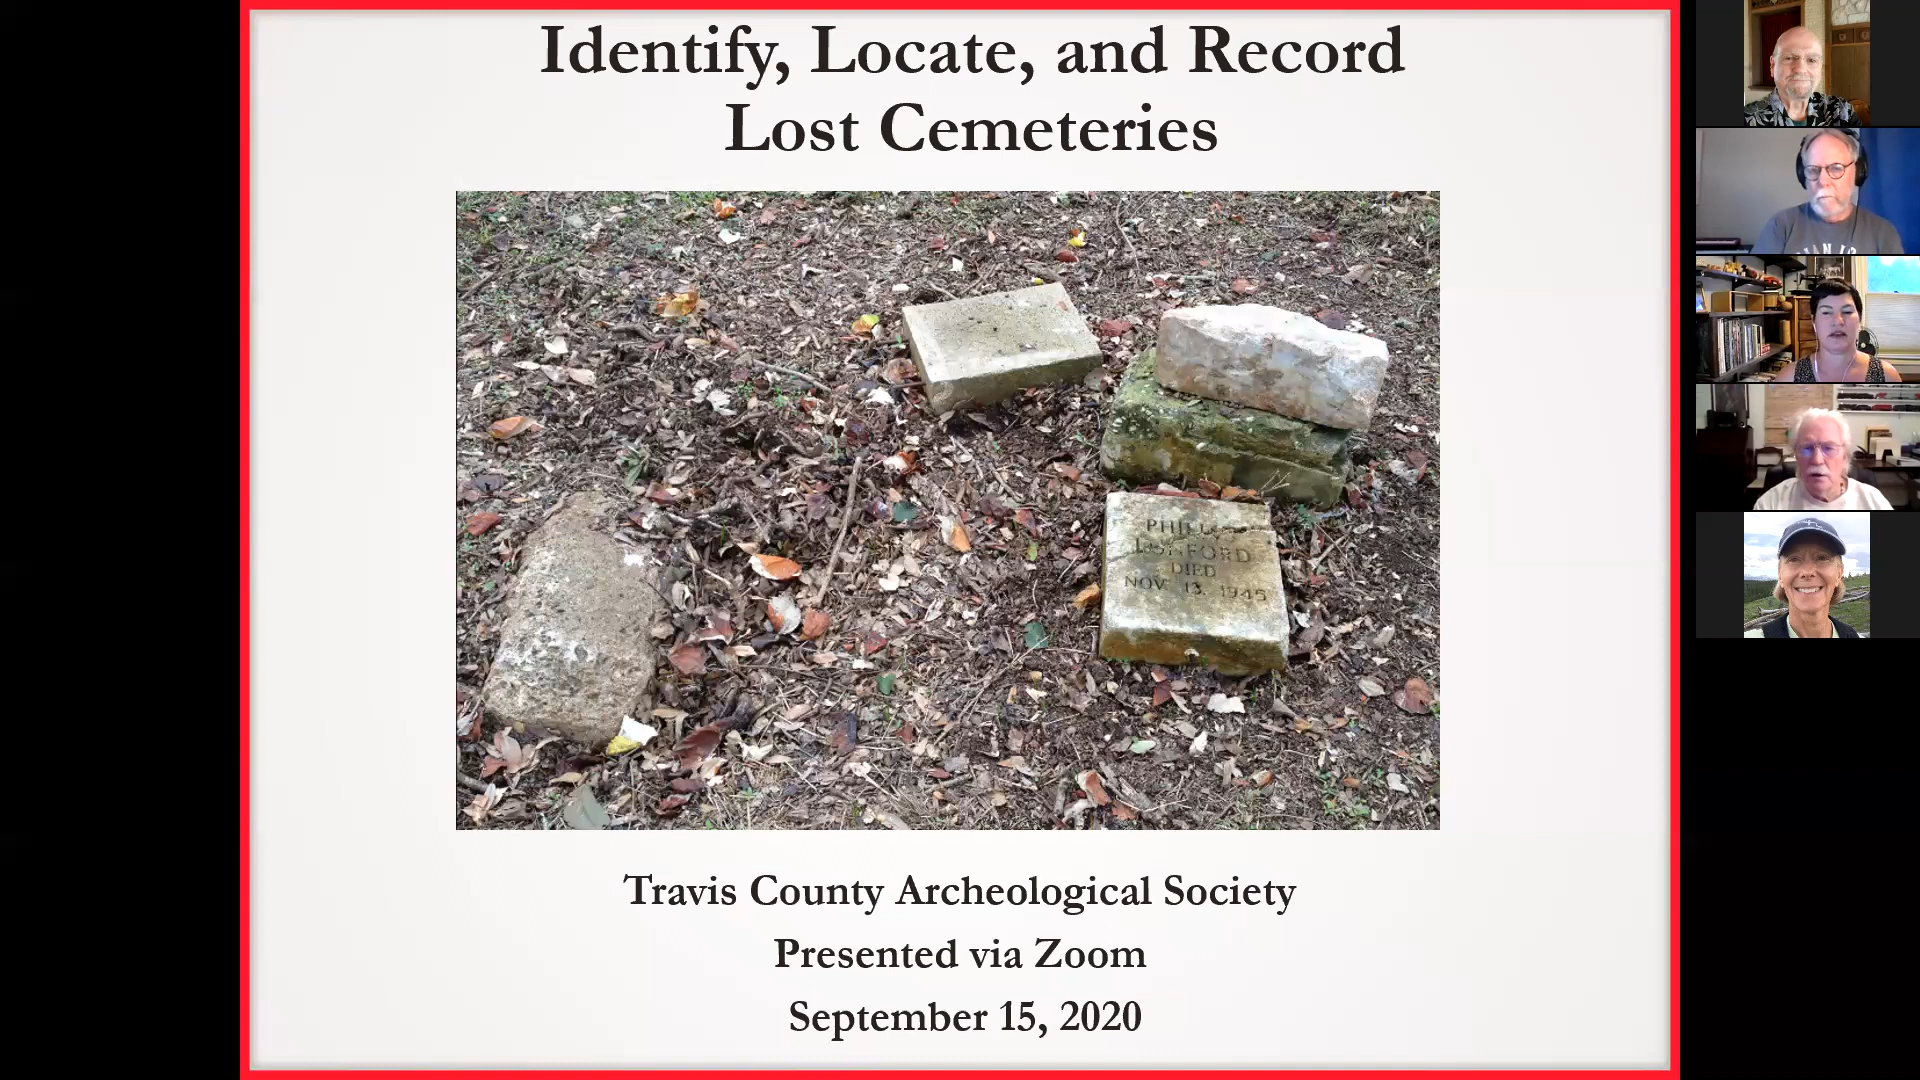 Identify, Locate, and Record
Lost Cemeteries
LUNFORD
DIED
NOV. 13. 1945
Travis County Archeological Society
Presented via Zoom
September 15, 2020